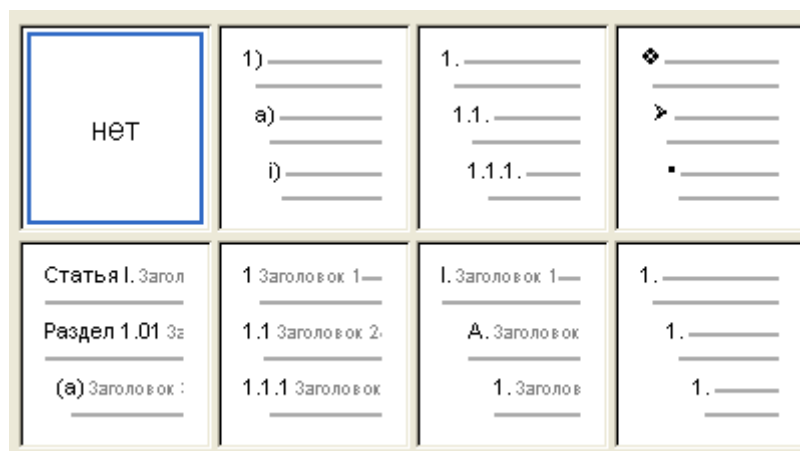 нет
1)
a)
i)
1.
1.1.
1.1.1.
Статья I. Загол
Раздел 1.01 За
(a) Заголовок
1 Заголовок 1
1.1 Заголовок 2
1.1.1 Заголовок
I. Заголовок 1
A. Заголовок
1. Заголов
1.
1.
1.